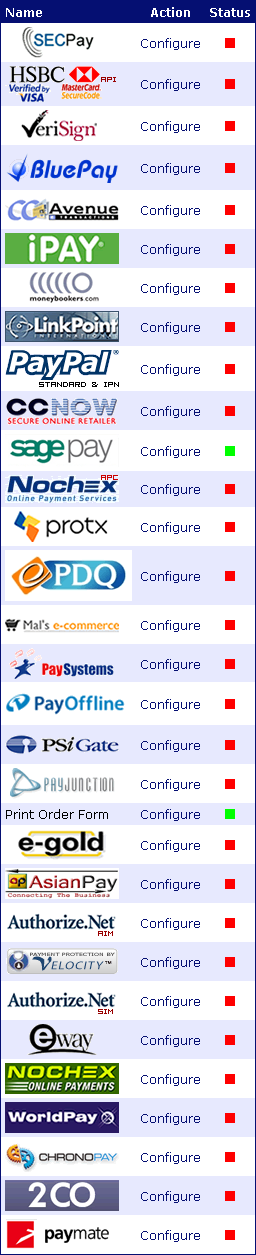 Name Action Status
SECPay Configure
HSBC API
Verified by VISA MasterCard SecureCode Configure
VeriSign Configure
BluePay Configure
CCAvenue
TRANSACTIONS Configure
iPAY Configure
moneybookers.com Configure
LinkPoint
INTERNATIONAL Configure
PayPal
STANDARD & IPN Configure
CCNOW
SECURE ONLINE RETAILER Configure
sage pay Configure
NOCHEX APC
Online Payment Services Configure
protx Configure
ePDQ Configure
Mal's e-commerce Configure
PaySystems Configure
PayOffline Configure
PSiGate Configure
PAYJUNCTION Configure
Print Order Form Configure
e-gold Configure
ap AsianPay
Connecting The Business Configure
Authorize.Net
AIM Configure
PAYMENT PROTECTION BY
VELOCITY™ Configure
Authorize.Net
SIM Configure
eway Configure
NOCHEX
ONLINE PAYMENTS Configure
WorldPay Configure
CHRONOPAY Configure
2CO Configure
paymate Configure